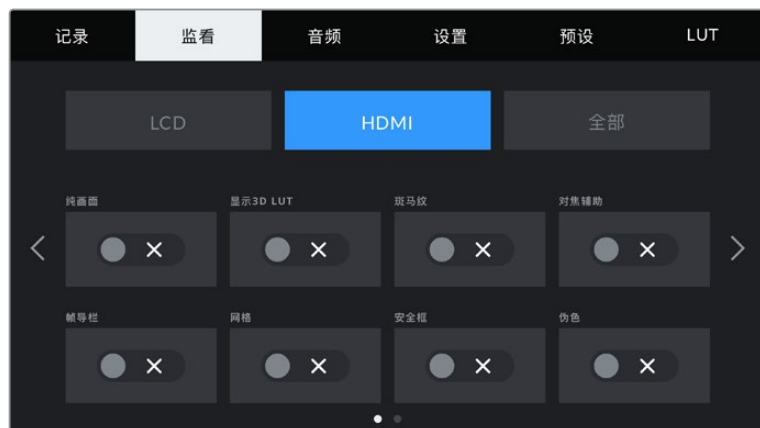 记录 监看 音频 设置 预设 LUT
LCD HDMI 全部
纯画面 显示3D LUT 斑马纹 对焦辅助
帧导栏 网格 安全框 伪色